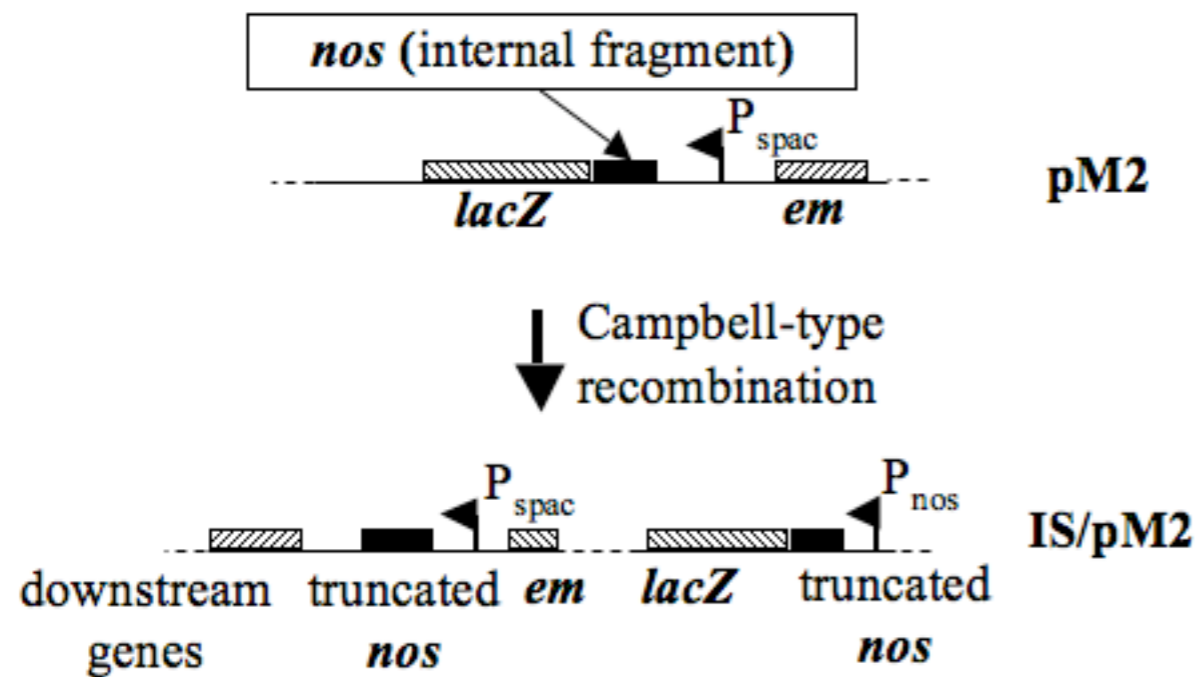 nos (internal fragment)
Pspac
pM2
lacZ
em
Campbell-type
recombination
Pspac
Pnos
IS/pM2
downstream truncated em lacZ truncated
genes nos nos